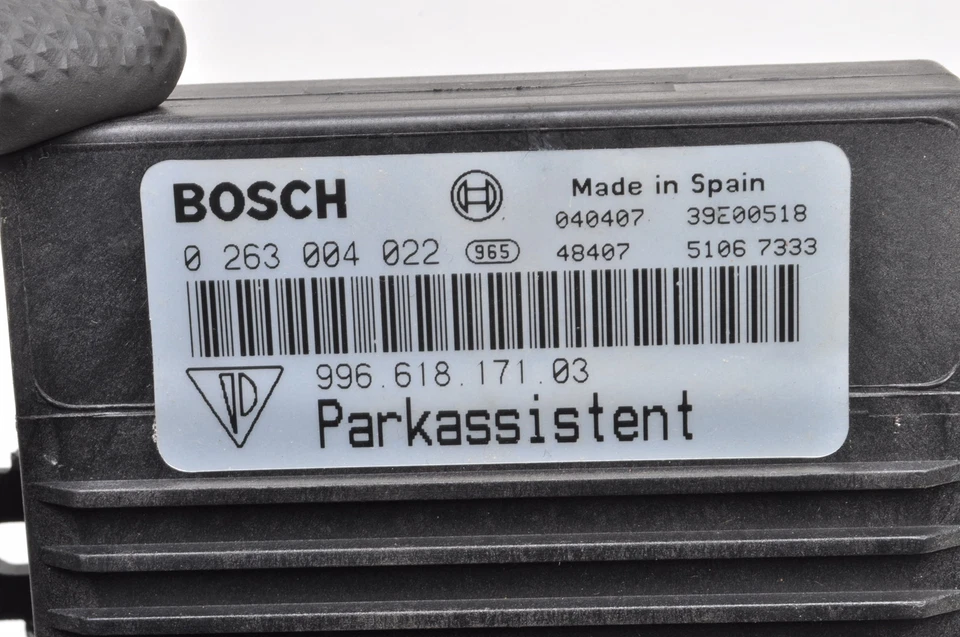 BOSCH
Made in Spain
040407 39E00518
0 263 004 022 965 48407 5106 7333
996.618.171.03
Parkassistent